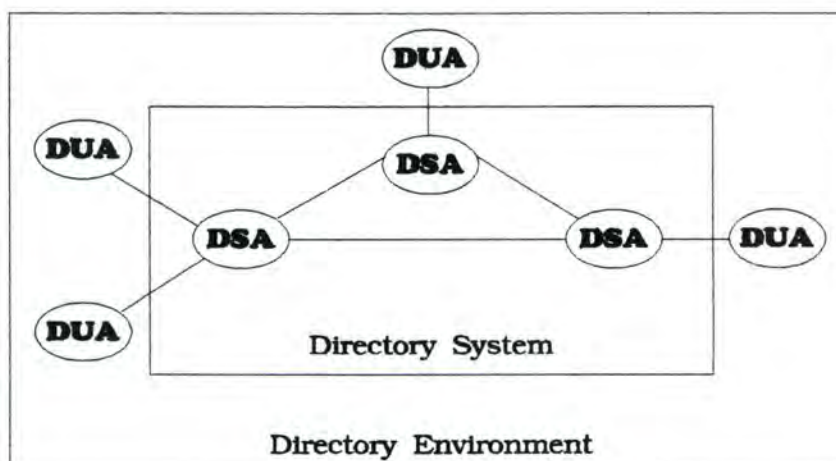 DUA
DUA
DSA
DSA
DSA
DUA
DUA
Directory System
Directory Environment